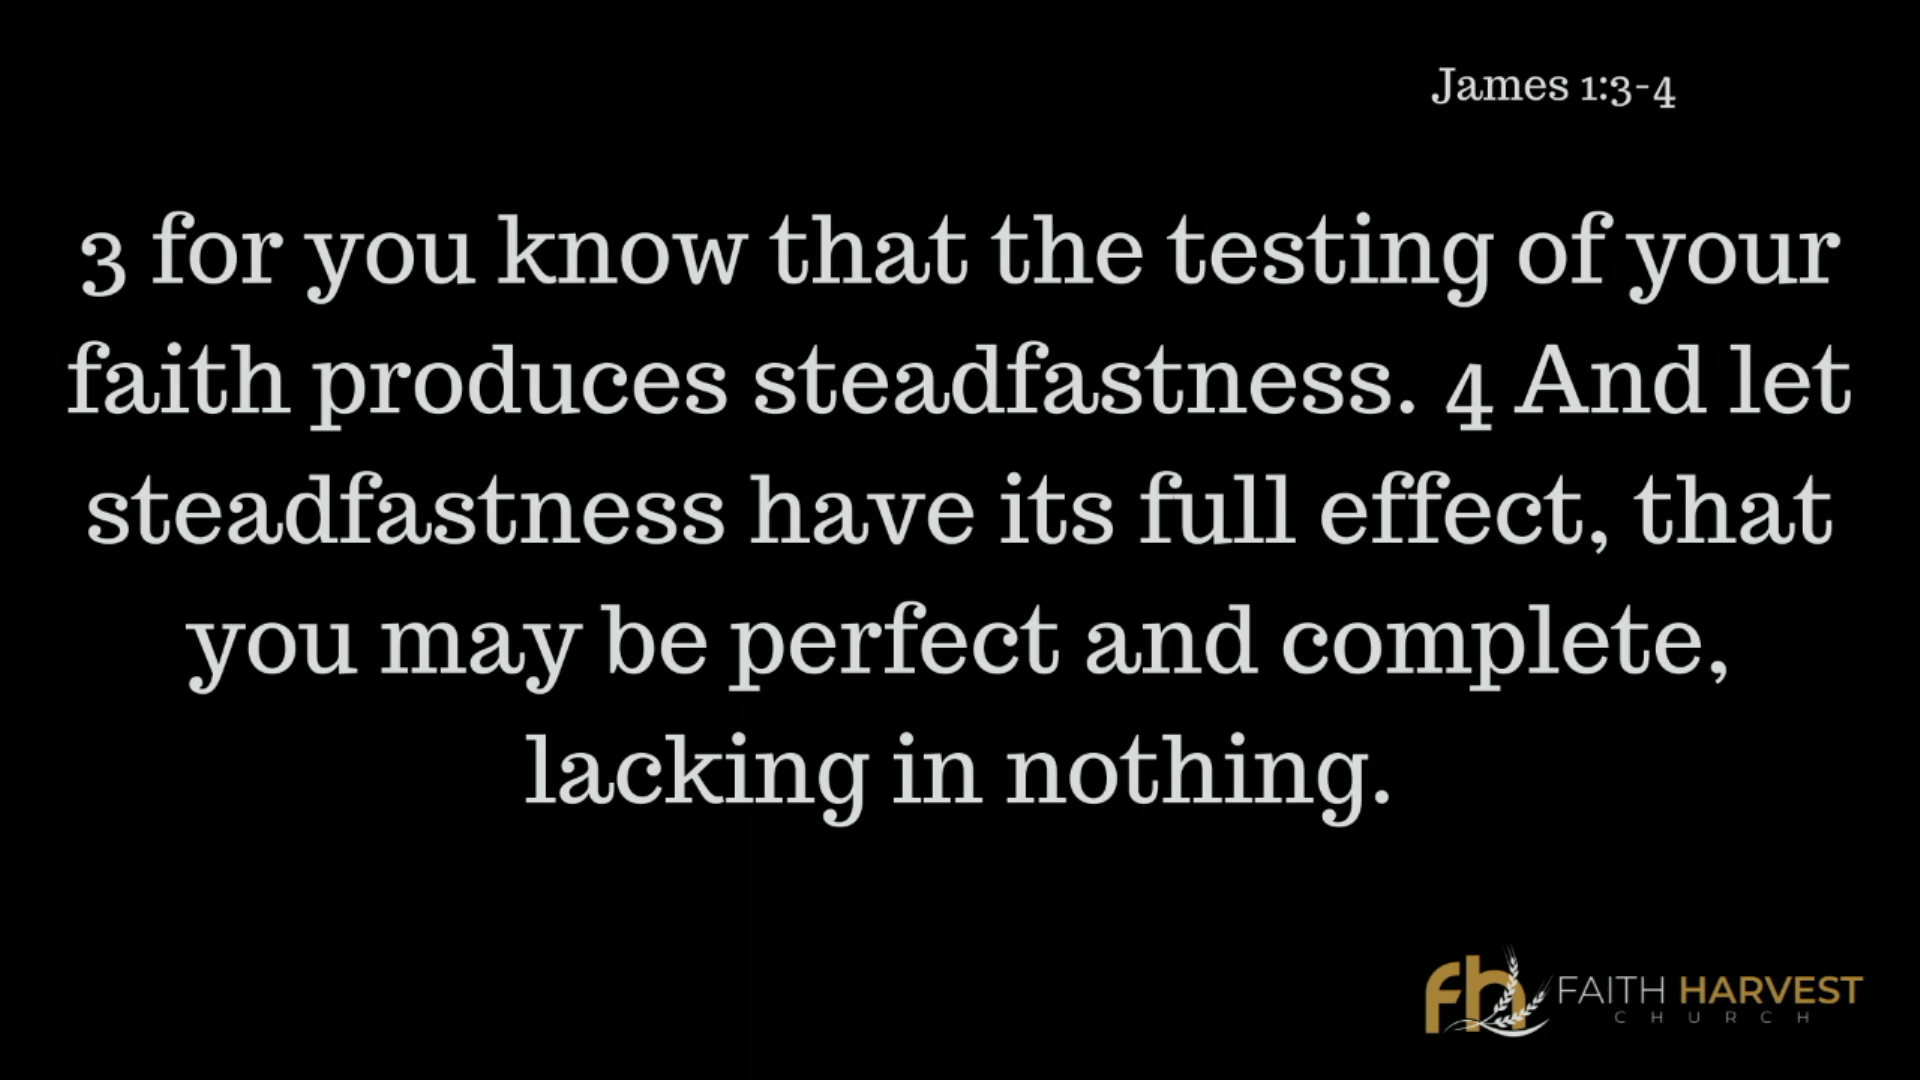 James 1:3-4
3 for you know that the testing of your
faith produces steadfastness. 4 And let
steadfastness have its full effect, that
you may be perfect and complete,
lacking in nothing.
fh FAITH HARVEST
CHURCH